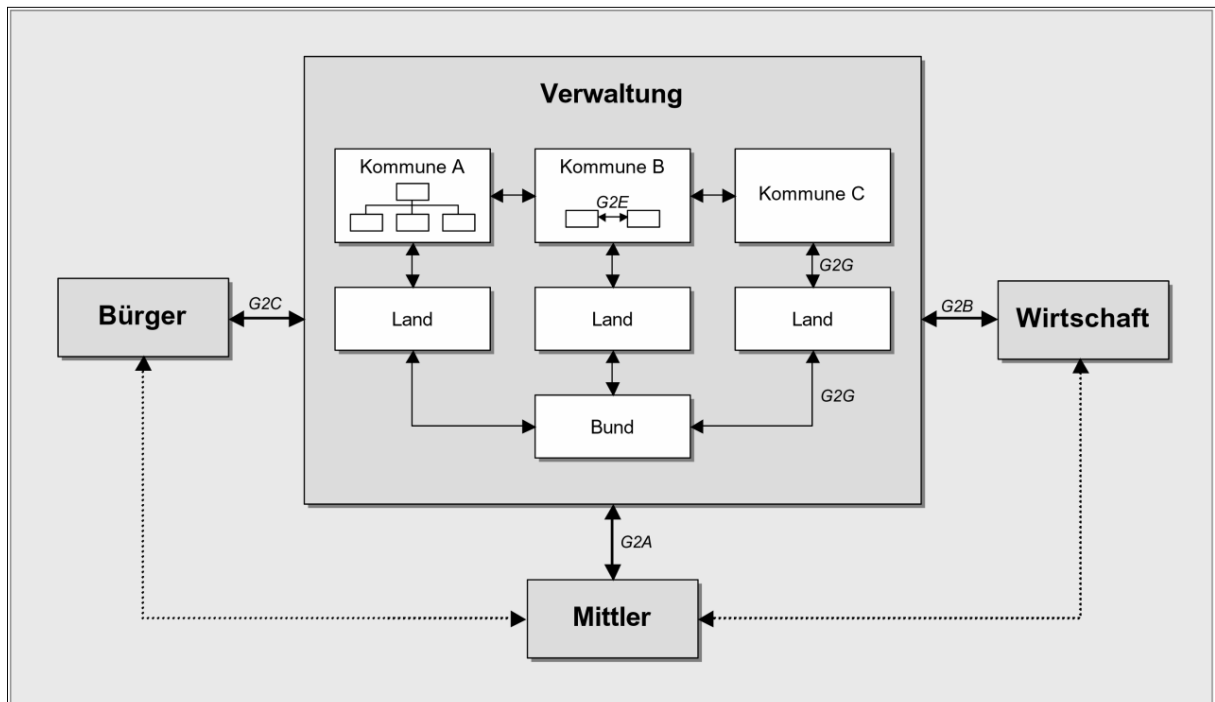 Verwaltung
Kommune A
Kommune B
G2E
Kommune C
G2G
Bürger
G2C
Land
Land
Land
G2B
Wirtschaft
G2G
Bund
G2A
Mittler